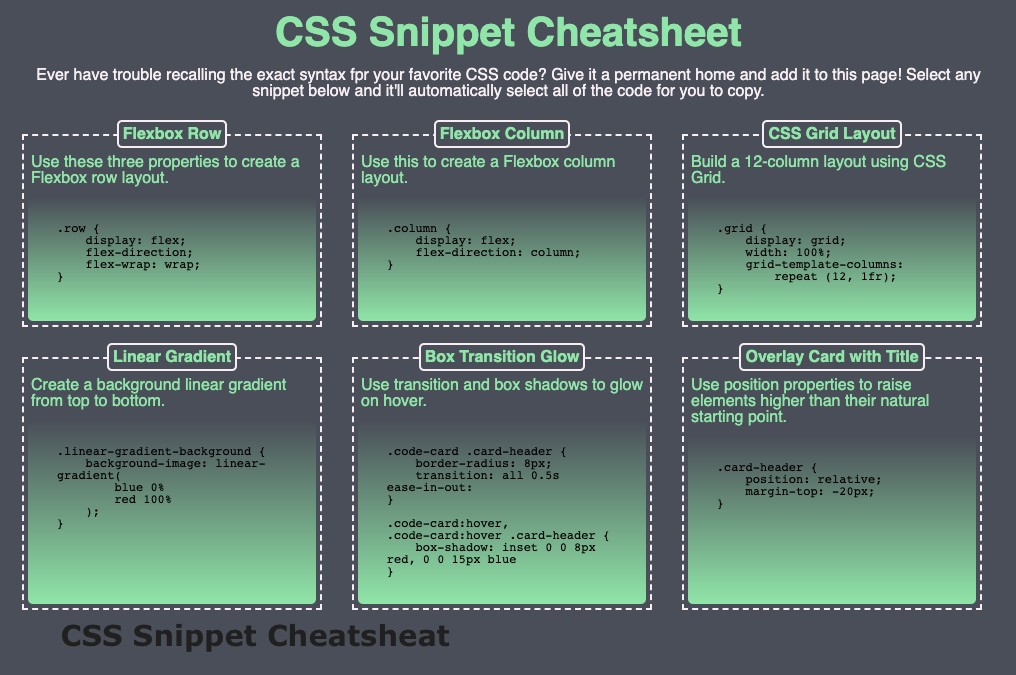 CSS Snippet Cheatsheet
Ever have trouble recalling the exact syntax fpr your favorite CSS code? Give it a permanent home and add it to this page! Select any
snippet below and it'll automatically select all of the code for you to copy.
Flexbox Row
Use these three properties to create a
Flexbox row layout.
.row {
    display: flex;
    flex-direction;
    flex-wrap: wrap;
}
Flexbox Column
Use this to create a Flexbox column
layout.
.column {
    display: flex;
    flex-direction: column;
}
CSS Grid Layout
Build a 12-column layout using CSS
Grid.
.grid {
    display: grid;
    width: 100%;
    grid-template-columns:
        repeat (12, 1fr);
}
Linear Gradient
Create a background linear gradient
from top to bottom.
.linear-gradient-background {
    background-image: linear-
gradient(
        blue 0%
        red 100%
    );
}
Box Transition Glow
Use transition and box shadows to glow
on hover.
.code-card .card-header {
    border-radius: 8px;
    transition: all 0.5s
ease-in-out:
}
.code-card:hover,
.code-card:hover .card-header {
    box-shadow: inset 0 0 8px
red, 0 0 15px blue
}
Overlay Card with Title
Use position properties to raise
elements higher than their natural
starting point.
.card-header {
    position: relative;
    margin-top: -20px;
}
CSS Snippet Cheatsheat